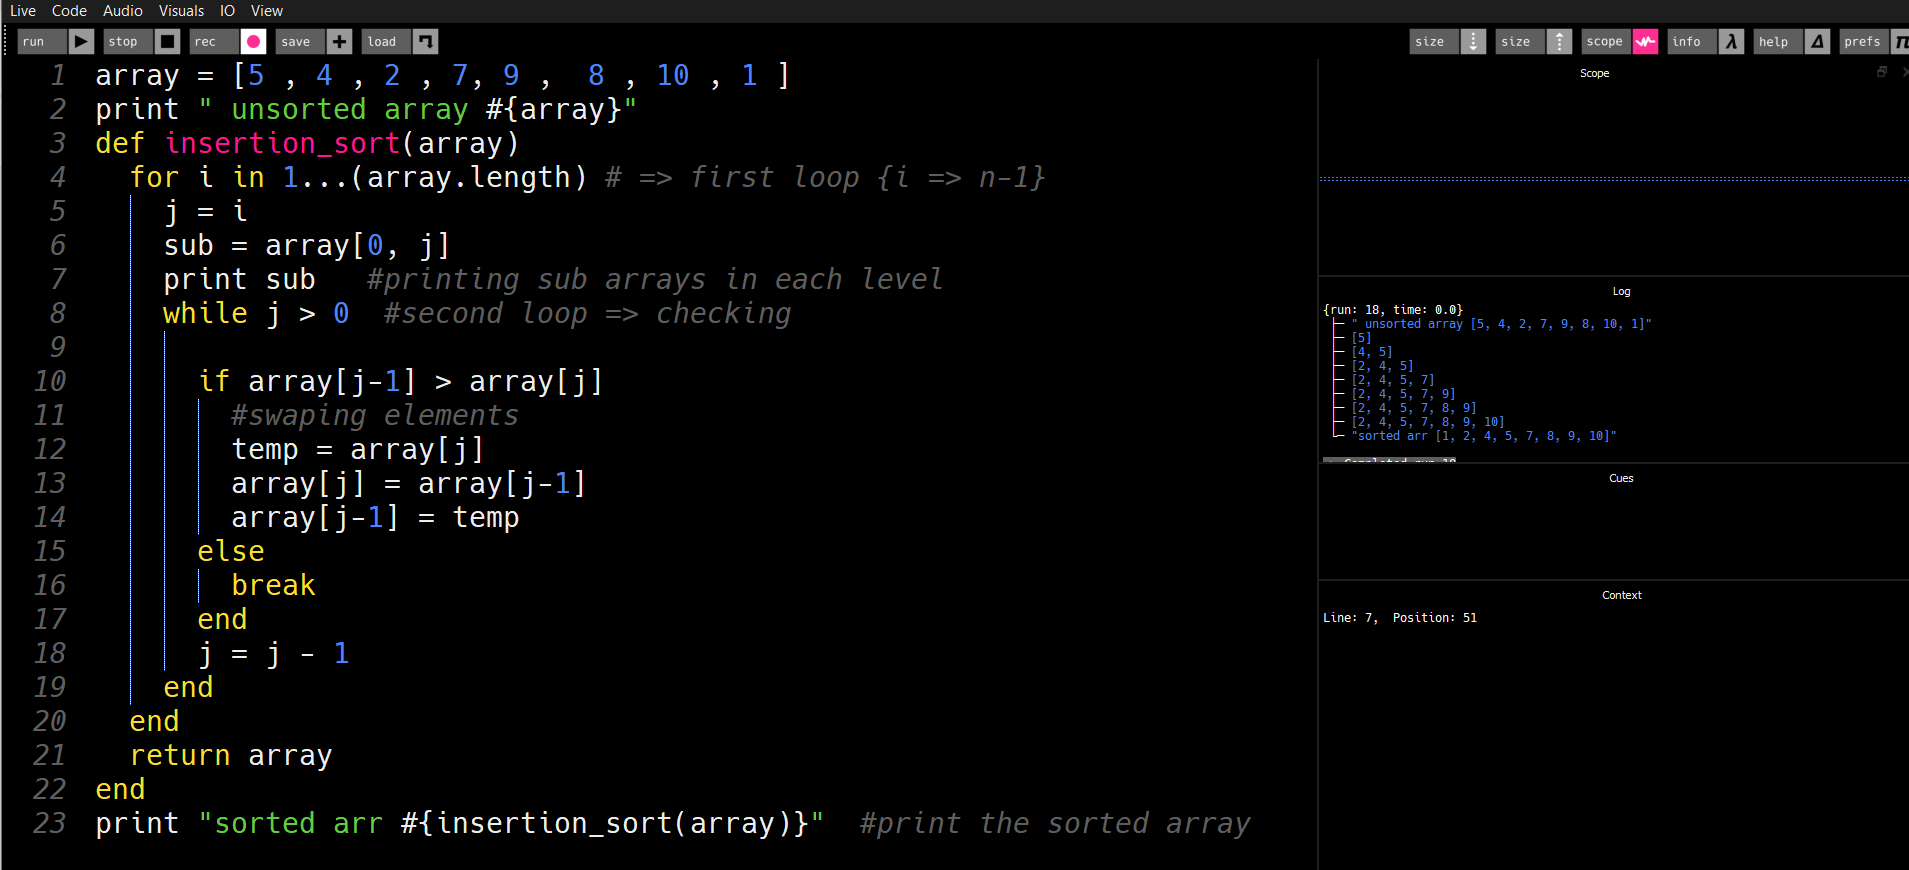 Live Code Audio Visuals IO View
run stop rec save load size size scope info λ help Δ prefs π
1 array = [5 , 4 , 2 , 7, 9 ,  8 , 10 , 1 ]
2 print " unsorted array #{array}"
3 def insertion_sort(array)
4   for i in 1...(array.length) # => first loop {i => n-1}
5     j = i
6     sub = array[0, j]
7     print sub   #printing sub arrays in each level
8     while j > 0  #second loop => checking
9
10       if array[j-1] > array[j]
11         #swaping elements
12         temp = array[j]
13         array[j] = array[j-1]
14         array[j-1] = temp
15       else
16         break
17       end
18       j = j - 1
19     end
20   end
21   return array
22 end
23 print "sorted arr #{insertion_sort(array)}"  #print the sorted array
Scope
Log
{run: 18, time: 0.0}
" unsorted array [5, 4, 2, 7, 9, 8, 10, 1]"
[5]
[4, 5]
[2, 4, 5]
[2, 4, 5, 7]
[2, 4, 5, 7, 9]
[2, 4, 5, 7, 8, 9]
[2, 4, 5, 7, 8, 9, 10]
"sorted arr [1, 2, 4, 5, 7, 8, 9, 10]"
Completed run 18
Cues
Context
Line: 7,  Position: 51